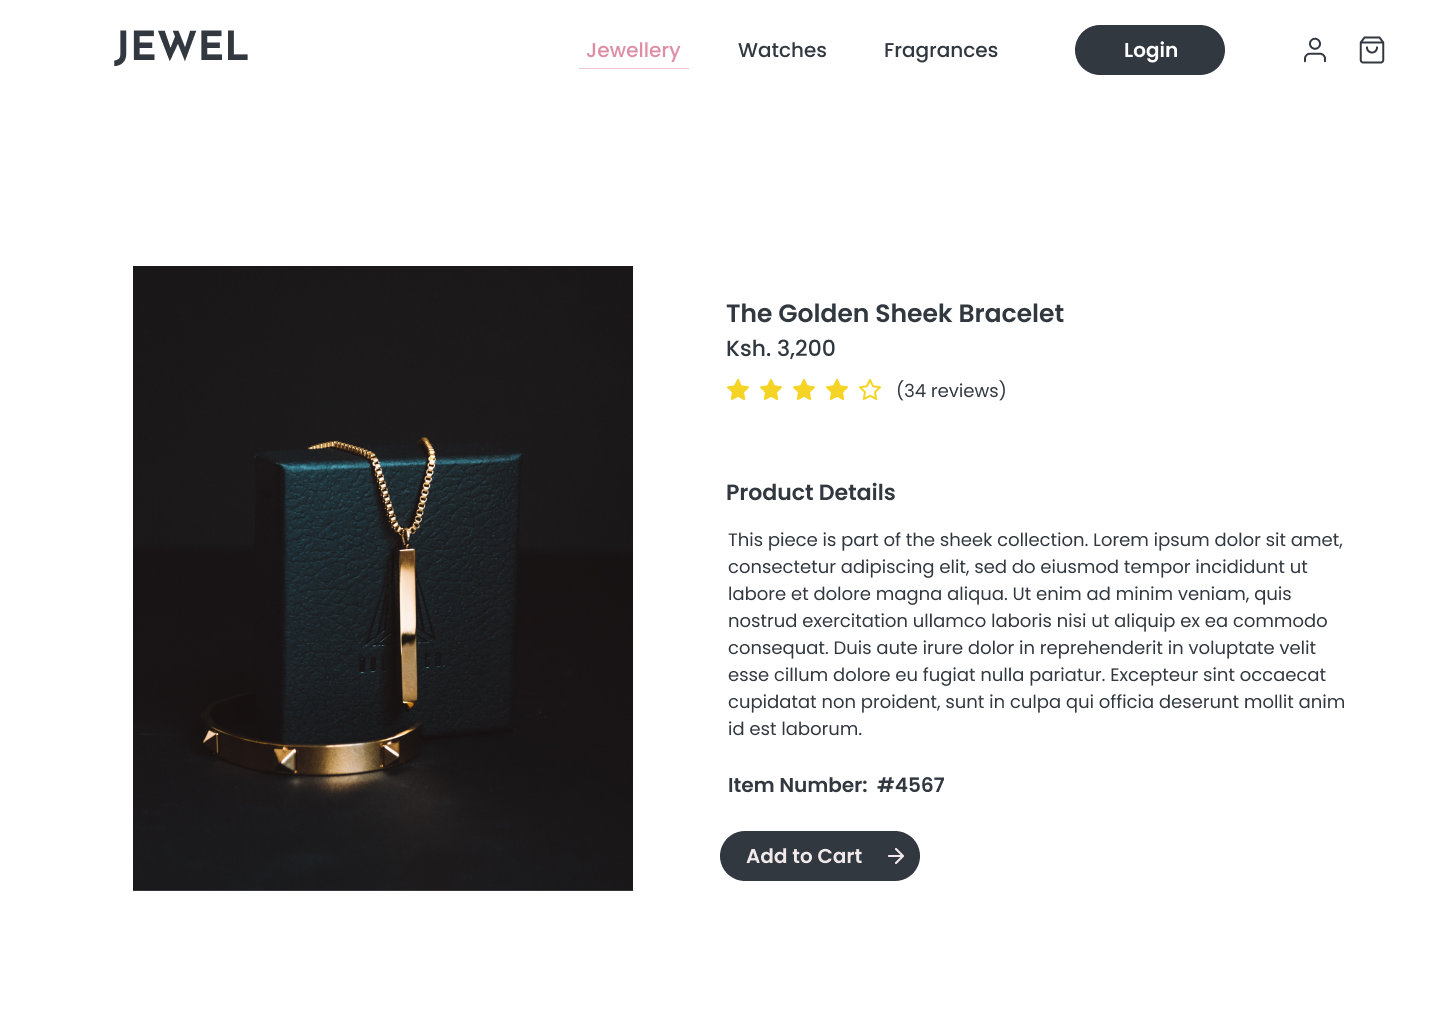 JEWEL
Jewellery
Watches
Fragrances
Login
The Golden Sheek Bracelet
Ksh. 3,200
(34 reviews)
Product Details
This piece is part of the sheek collection. Lorem ipsum dolor sit amet,
consectetur adipiscing elit, sed do eiusmod tempor incididunt ut
labore et dolore magna aliqua. Ut enim ad minim veniam, quis
nostrud exercitation ullamco laboris nisi ut aliquip ex ea commodo
consequat. Duis aute irure dolor in reprehenderit in voluptate velit
esse cillum dolore eu fugiat nulla pariatur. Excepteur sint occaecat
cupidatat non proident, sunt in culpa qui officia deserunt mollit anim
id est laborum.
Item Number: #4567
Add to Cart